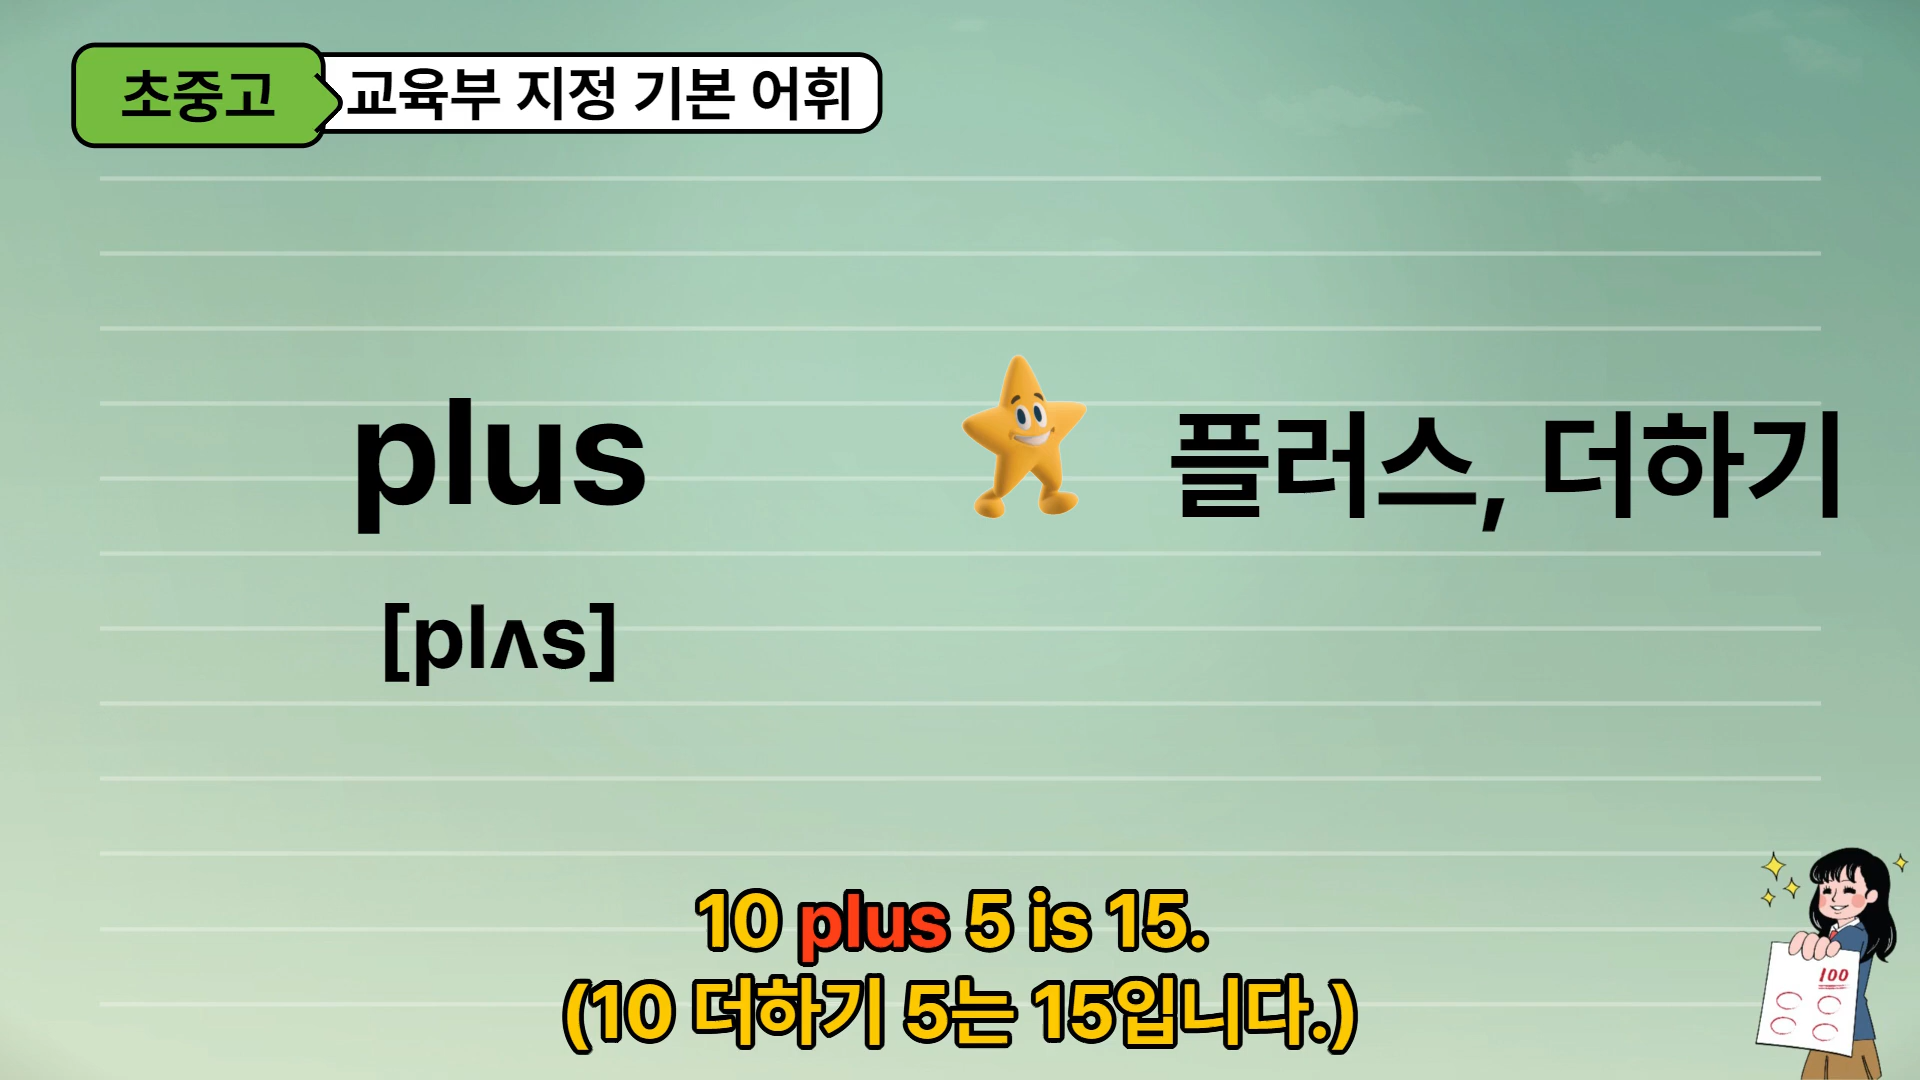 초중고 교육부 지정 기본 어휘
plus 플러스, 더하기
[plʌs]
10 plus 5 is 15.
(10 더하기 5는 15입니다.)
100